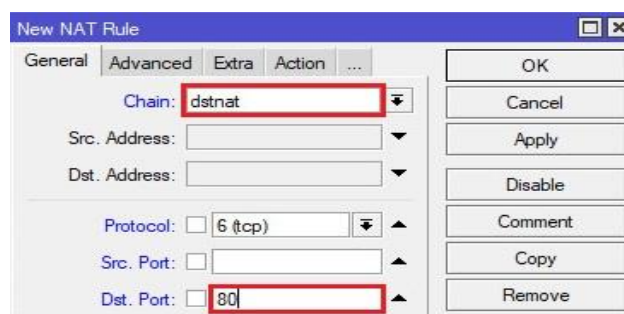 New NAT Rule
General Advanced Extra Action ...
OK
Chain: dstnat
Cancel
Src. Address:
Apply
Dst. Address:
Disable
Protocol: 6 (tcp)
Comment
Src. Port:
Copy
Dst. Port: 80
Remove